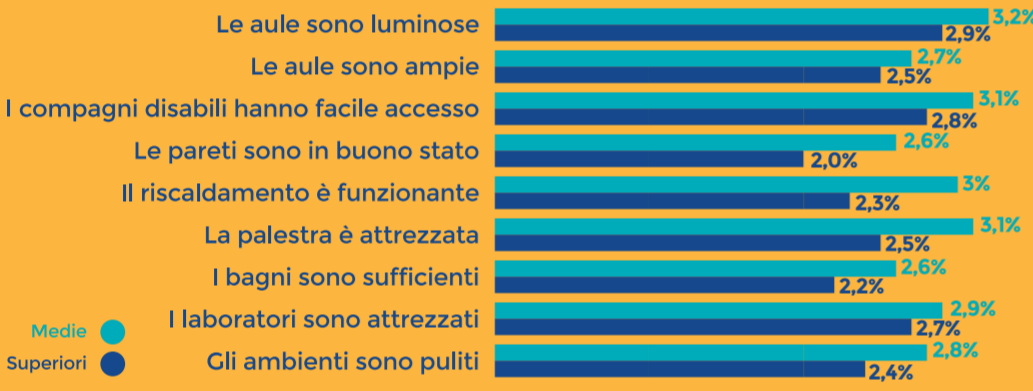 Le aule sono luminose 3,2%
2,9%
Le aule sono ampie 2,7%
2,5%
I compagni disabili hanno facile accesso 3,1%
2,8%
Le pareti sono in buono stato 2,6%
2,0%
Il riscaldamento è funzionante 3%
2,3%
La palestra è attrezzata 3,1%
2,5%
I bagni sono sufficienti 2,6%
2,2%
I laboratori sono attrezzati 2,9%
2,7%
Gli ambienti sono puliti 2,8%
2,4%
Medie
Superiori